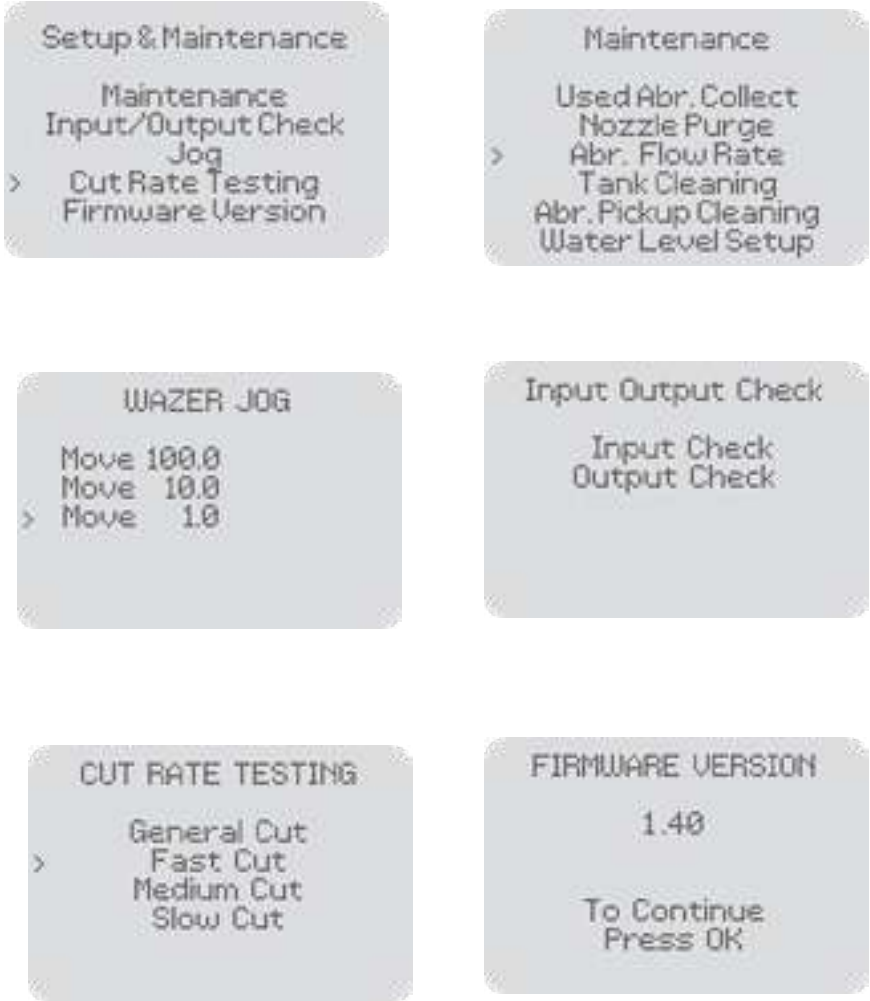 Setup & Maintenance
Maintenance
Input/Output Check
Jog
> Cut Rate Testing
Firmware Version
Maintenance
Used Abr. Collect
Nozzle Purge
> Abr. Flow Rate
Tank Cleaning
Abr. Pickup Cleaning
Water Level Setup
WAZER JOG
Move 100.0
Move 10.0
> Move 1.0
Input Output Check
Input Check
Output Check
CUT RATE TESTING
General Cut
> Fast Cut
Medium Cut
Slow Cut
FIRMWARE VERSION
1.40
To Continue
Press OK